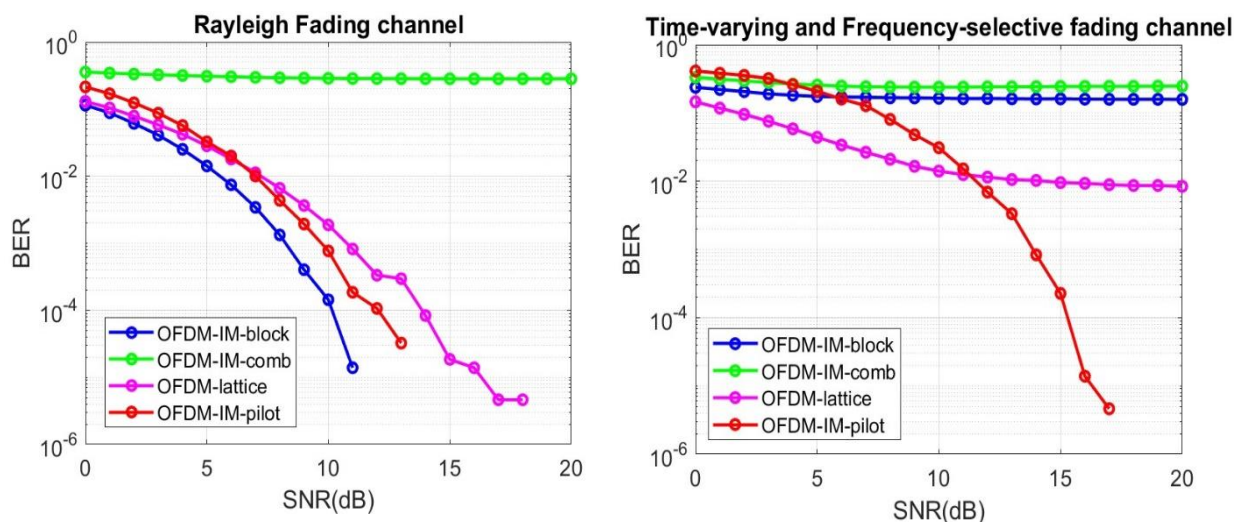 Rayleigh Fading channel
10^0
10^-2
10^-4
10^-6
BER
OFDM-IM-block
OFDM-IM-comb
OFDM-lattice
OFDM-IM-pilot
0 5 10 15 20
SNR(dB)
Time-varying and Frequency-selective fading channel
10^0
10^-2
10^-4
10^-6
BER
OFDM-IM-block
OFDM-IM-comb
OFDM-lattice
OFDM-IM-pilot
0 5 10 15 20
SNR(dB)